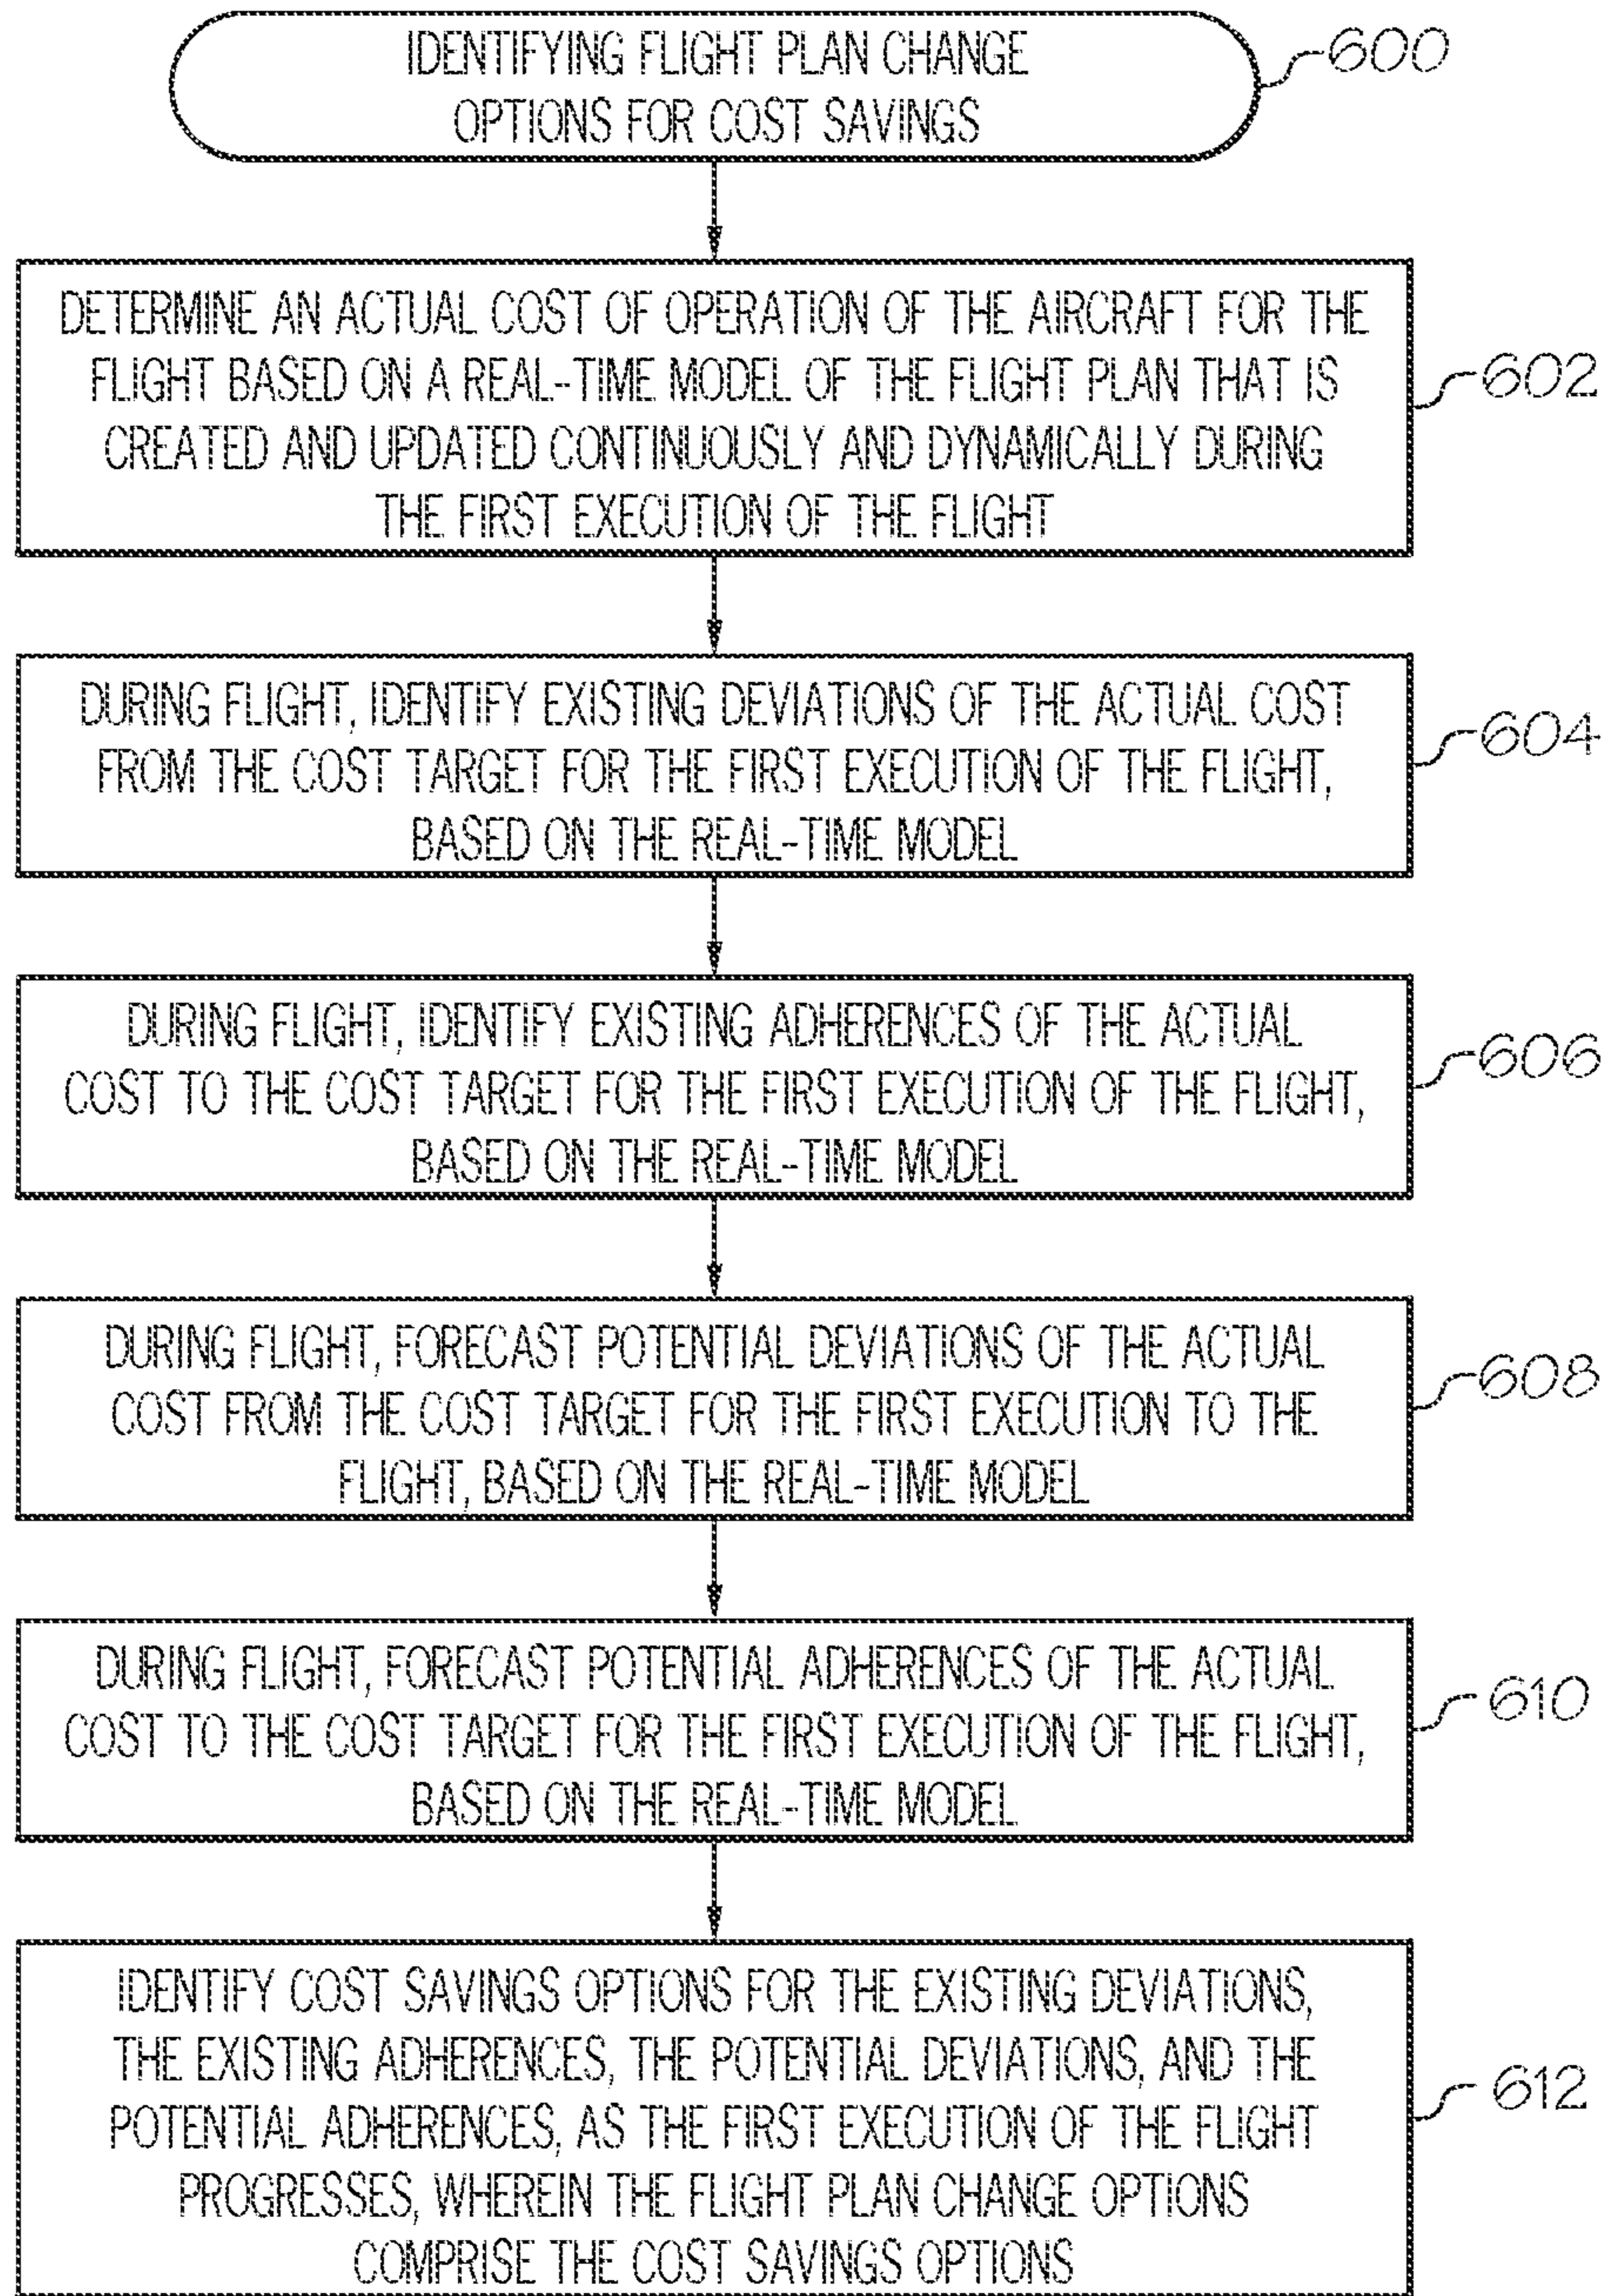 IDENTIFYING FLIGHT PLAN CHANGE
OPTIONS FOR COST SAVINGS
600
DETERMINE AN ACTUAL COST OF OPERATION OF THE AIRCRAFT FOR THE
FLIGHT BASED ON A REAL-TIME MODEL OF THE FLIGHT PLAN THAT IS
CREATED AND UPDATED CONTINUOUSLY AND DYNAMICALLY DURING
THE FIRST EXECUTION OF THE FLIGHT
602
DURING FLIGHT, IDENTIFY EXISTING DEVIATIONS OF THE ACTUAL COST
FROM THE COST TARGET FOR THE FIRST EXECUTION OF THE FLIGHT,
BASED ON THE REAL-TIME MODEL
604
DURING FLIGHT, IDENTIFY EXISTING ADHERENCES OF THE ACTUAL
COST TO THE COST TARGET FOR THE FIRST EXECUTION OF THE FLIGHT,
BASED ON THE REAL-TIME MODEL
606
DURING FLIGHT, FORECAST POTENTIAL DEVIATIONS OF THE ACTUAL
COST FROM THE COST TARGET FOR THE FIRST EXECUTION TO THE
FLIGHT, BASED ON THE REAL-TIME MODEL
608
DURING FLIGHT, FORECAST POTENTIAL ADHERENCES OF THE ACTUAL
COST TO THE COST TARGET FOR THE FIRST EXECUTION OF THE FLIGHT,
BASED ON THE REAL-TIME MODEL
610
IDENTIFY COST SAVINGS OPTIONS FOR THE EXISTING DEVIATIONS,
THE EXISTING ADHERENCES, THE POTENTIAL DEVIATIONS, AND THE
POTENTIAL ADHERENCES, AS THE FIRST EXECUTION OF THE FLIGHT
PROGRESSES, WHEREIN THE FLIGHT PLAN CHANGE OPTIONS
COMPRISE THE COST SAVINGS OPTIONS
612